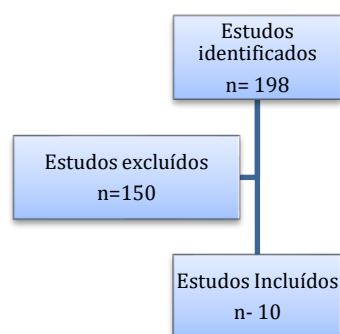 Estudos
identificados
n= 198
Estudos excluídos
n=150
Estudos Incluídos
n- 10